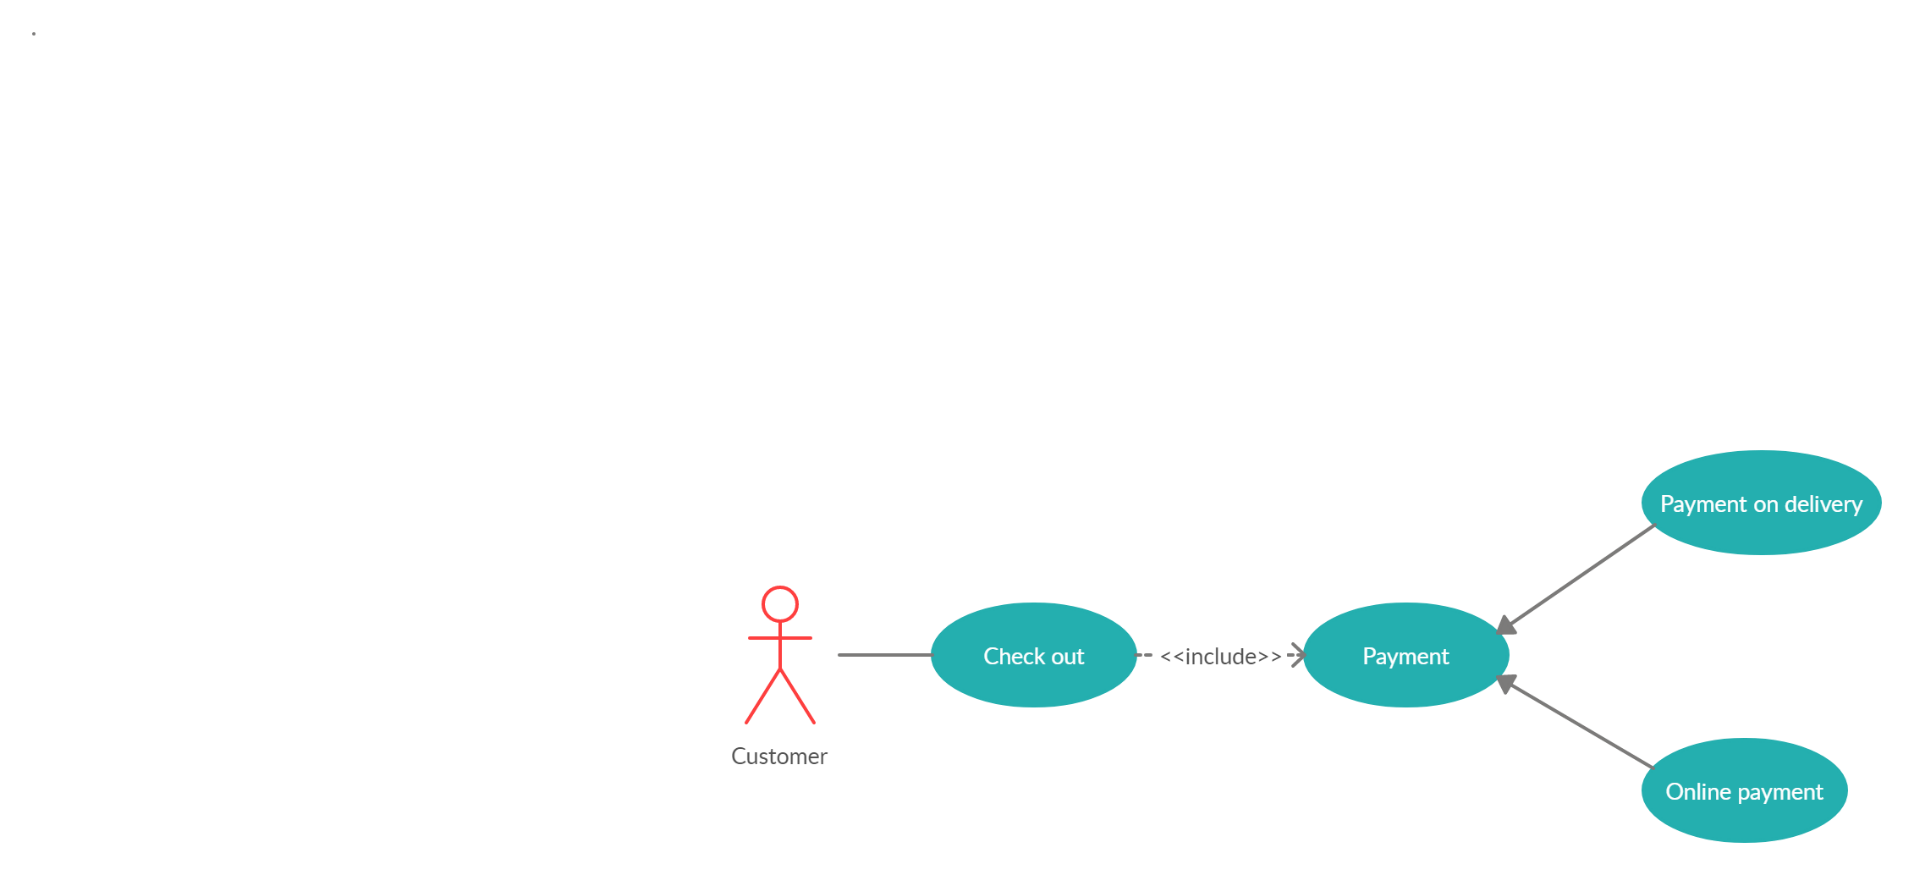 Payment on delivery
Check out
<<include>>
Payment
Customer
Online payment